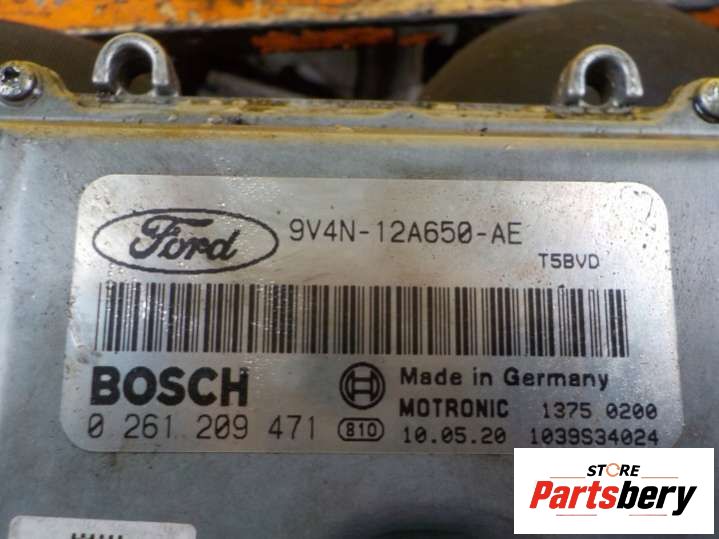 Ford
9V4N-12A650-AE
T5BVD
BOSCH
Made in Germany
MOTRONIC 1375 0200
0 261 209 471 810 10.05.20 1039S34024
STORE
Partsbery